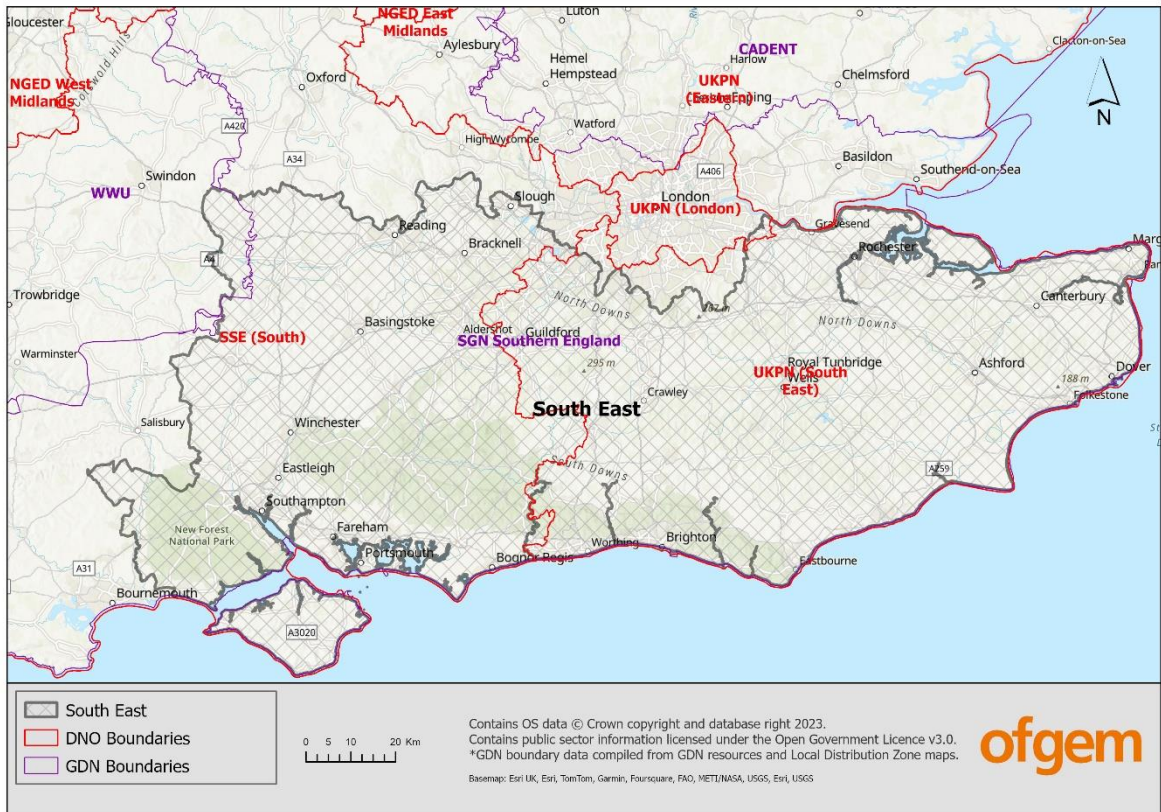 Gloucester
Cotswold Hills
NGED East
Midlands
Luton
Aylesbury
CADENT
Harlow
Clacton-on-Sea
NGED West
Midlands
Oxford
Hemel
Hempstead
UKPN
(Eastern)
Epping
Chelmsford
N
A420
Watford
High Wycombe
A34
A406
Basildon
Swindon
WWU
Slough
London
Southend-on-Sea
UKPN (London)
Reading
Gravesend
Bracknell
Rochester
Marg
A4
Trowbridge
North Downs
Canterbury
Basingstoke
SSE (South)
Aldershot
Guildford
North Downs
SGN Southern England
Warminster
295 m
Royal Tunbridge
Wells
UKPN (South
East)
Ashford
188 m
Dover
Crawley
Folkestone
South East
Salisbury
Winchester
South Downs
A259
Eastleigh
Southampton
New Forest
National Park
Fareham
Portsmouth
Bognor Regis
Worthing
Brighton
Eastbourne
A31
Bournemouth
A3020
South East
DNO Boundaries
GDN Boundaries
0 5 10 20 Km
Contains OS data © Crown copyright and database right 2023.
Contains public sector information licensed under the Open Government Licence v3.0.
*GDN boundary data compiled from GDN resources and Local Distribution Zone maps.
Basemap: Esri UK, Esri, TomTom, Garmin, Foursquare, FAO, METI/NASA, USGS, Esri, USGS
ofgem